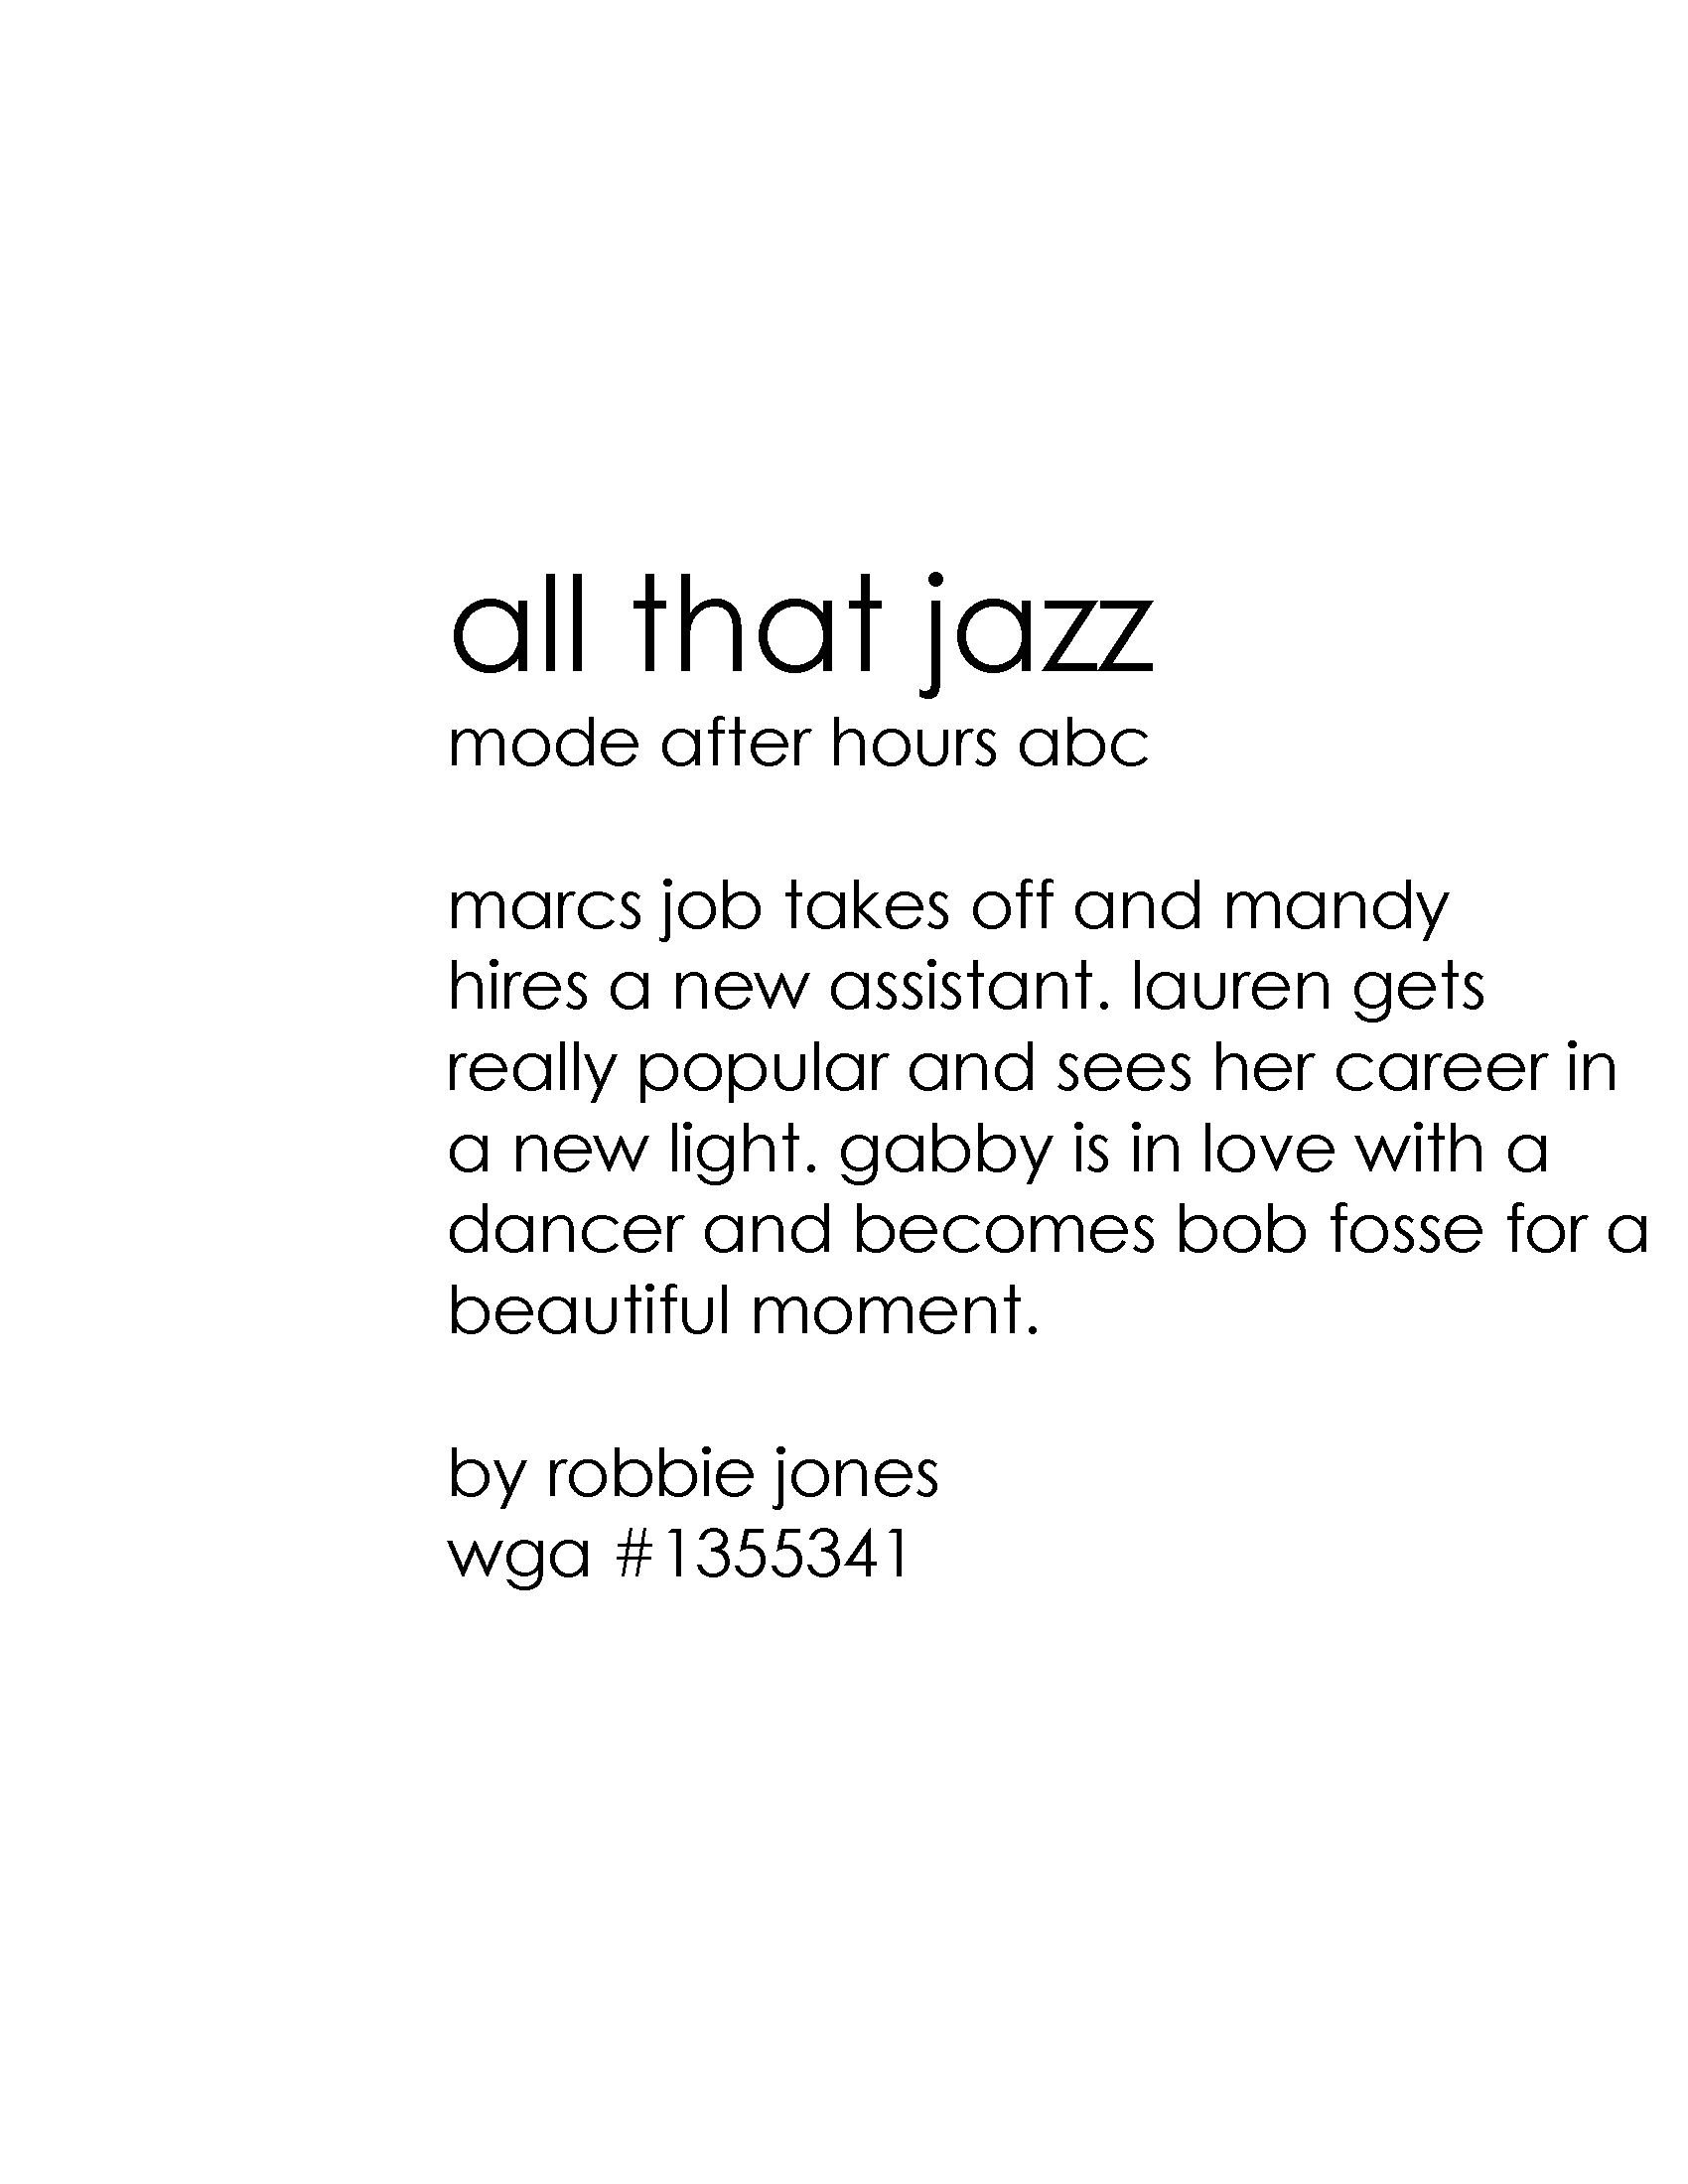 all that jazz
mode after hours abc
marcs job takes off and mandy
hires a new assistant. lauren gets
really popular and sees her career in
a new light. gabby is in love with a
dancer and becomes bob fosse for a
beautiful moment.
by robbie jones
wga #1355341